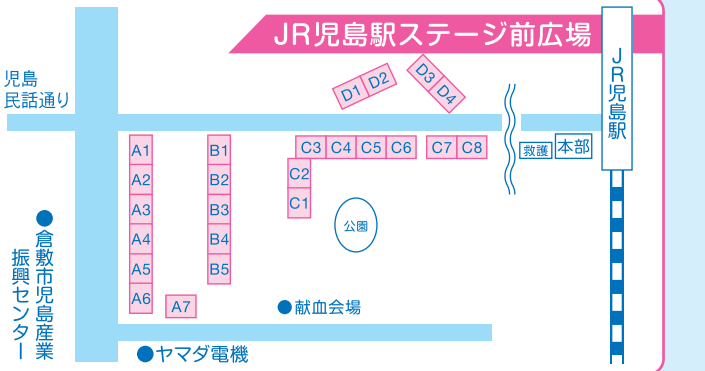 JR児島駅ステージ前広場
JR児島駅
児島
民話通り
D1 D2
D3 D4
A1
A2
A3
A4
A5
A6
A7
B1
B2
B3
B4
B5
C3 C4 C5 C6 C7 C8
C2
C1
救護
本部
公園
倉敷市児島産業
振興センター
献血会場
ヤマダ電機